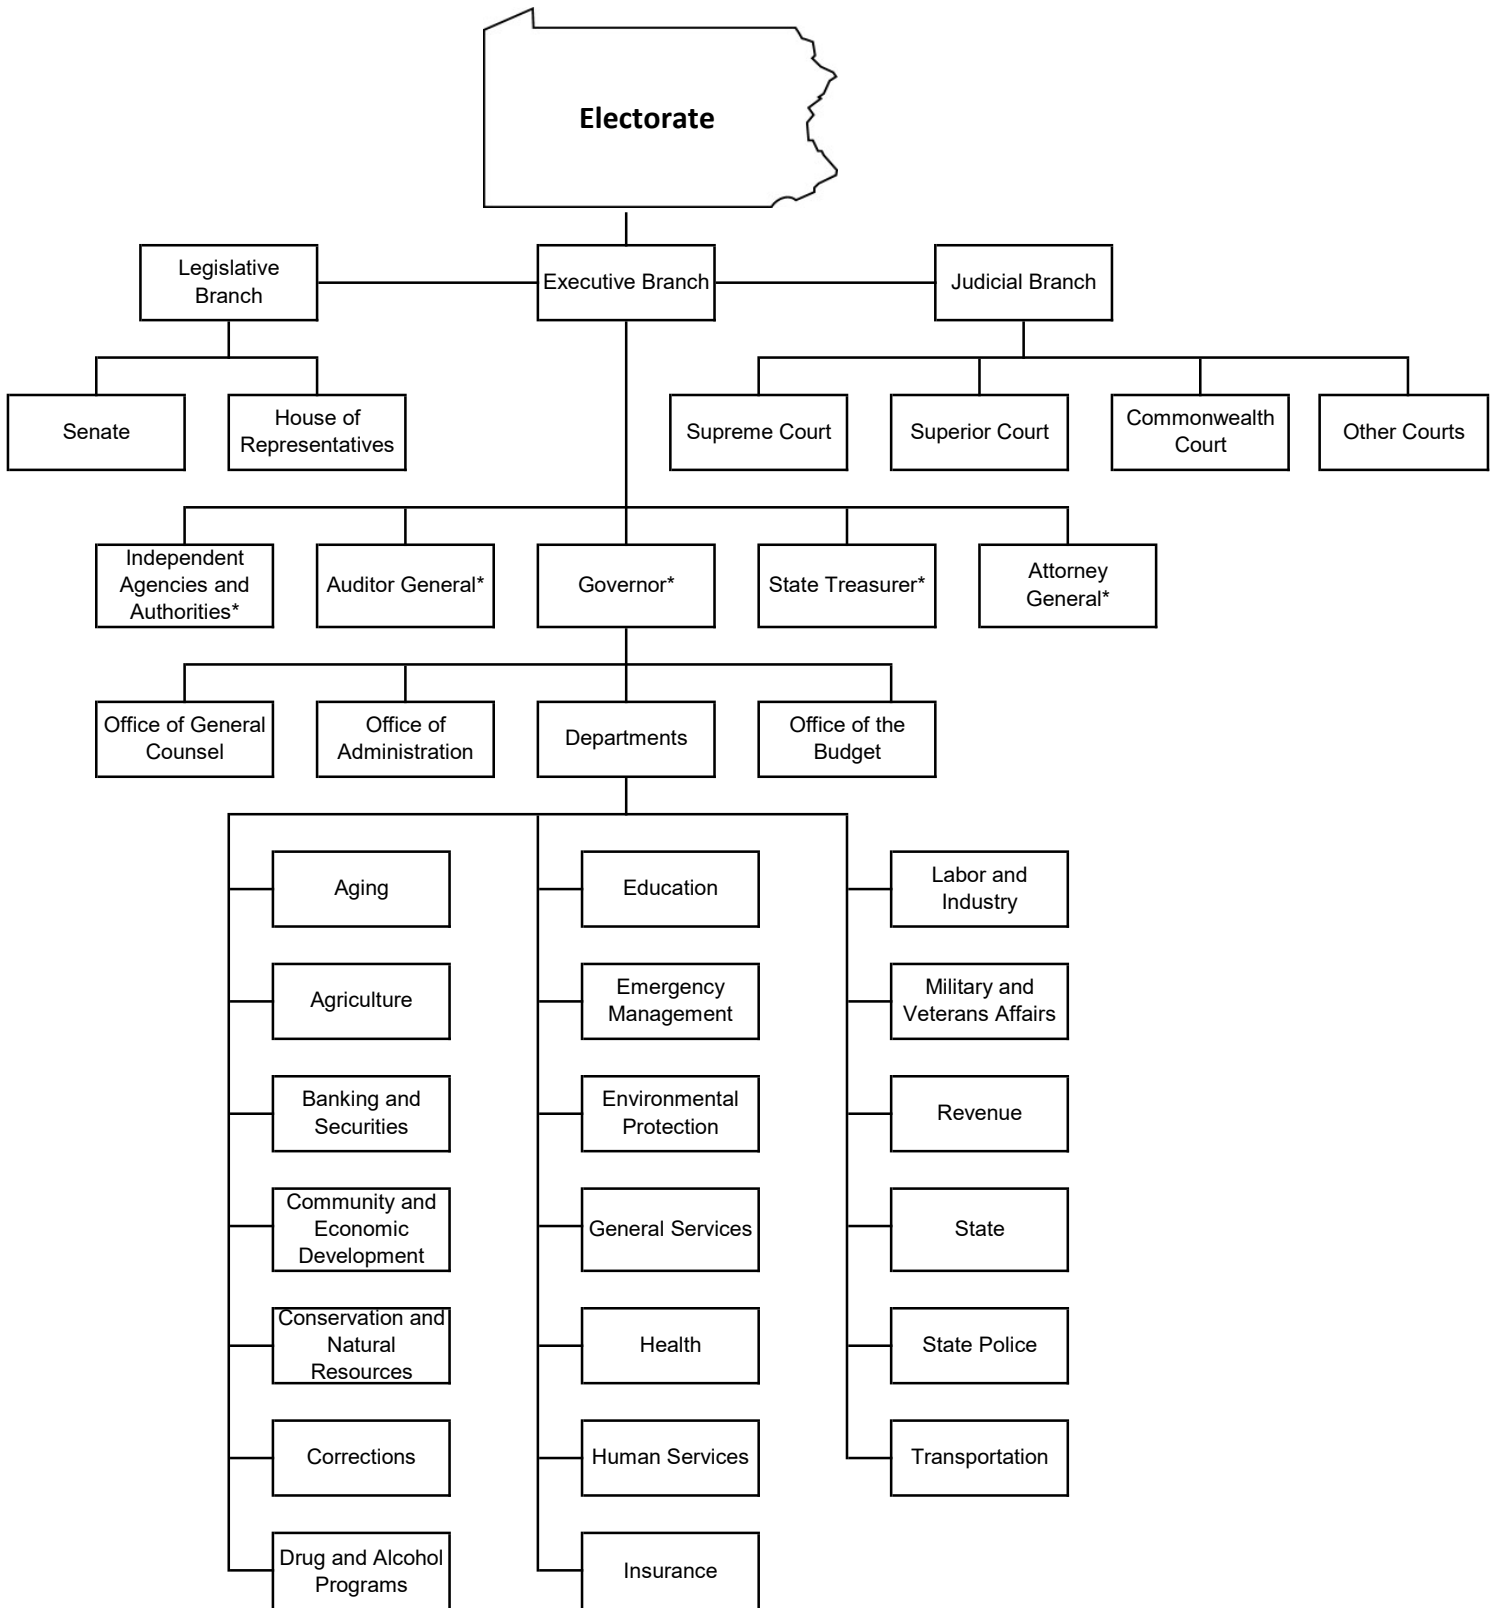 Electorate
Legislative
Branch
Executive Branch
Judicial Branch
Senate
House of
Representatives
Supreme Court
Superior Court
Commonwealth
Court
Other Courts
Independent
Agencies and
Authorities*
Auditor General*
Governor*
State Treasurer*
Attorney
General*
Office of General
Counsel
Office of
Administration
Departments
Office of the
Budget
Aging
Education
Labor and
Industry
Agriculture
Emergency
Management
Military and
Veterans Affairs
Banking and
Securities
Environmental
Protection
Revenue
Community and
Economic
Development
General Services
State
Conservation and
Natural
Resources
Health
State Police
Corrections
Human Services
Transportation
Drug and Alcohol
Programs
Insurance